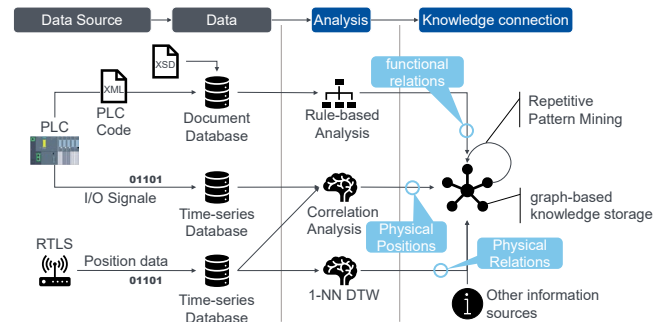 Data Source
Data
Analysis
Knowledge connection
XSD
functional
relations
XML
PLC
PLC
Code
Document
Database
Rule-based
Analysis
Repetitive
Pattern Mining
01101
I/O Signale
Time-series
Database
Correlation
Analysis
graph-based
knowledge storage
Physical
Positions
RTLS
Position data
01101
Physical
Relations
Time-series
Database
1-NN DTW
Other information
sources